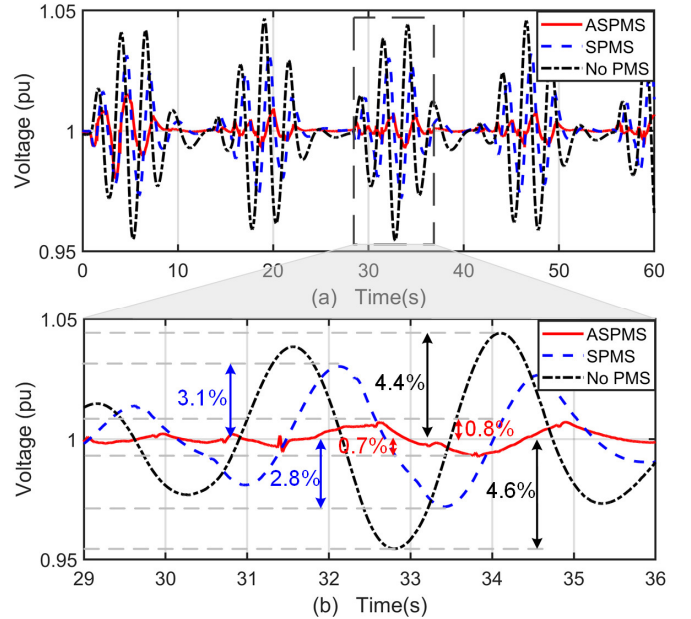 1.05
ASPMS
SPMS
No PMS
Voltage (pu)
1
0.95
0 10 20 30 40 50 60
(a) Time(s)
1.05
ASPMS
SPMS
No PMS
3.1%
4.4%
0.8%
Voltage (pu)
1
0.7%
2.8%
4.6%
0.95
29 30 31 32 33 34 35 36
(b) Time(s)